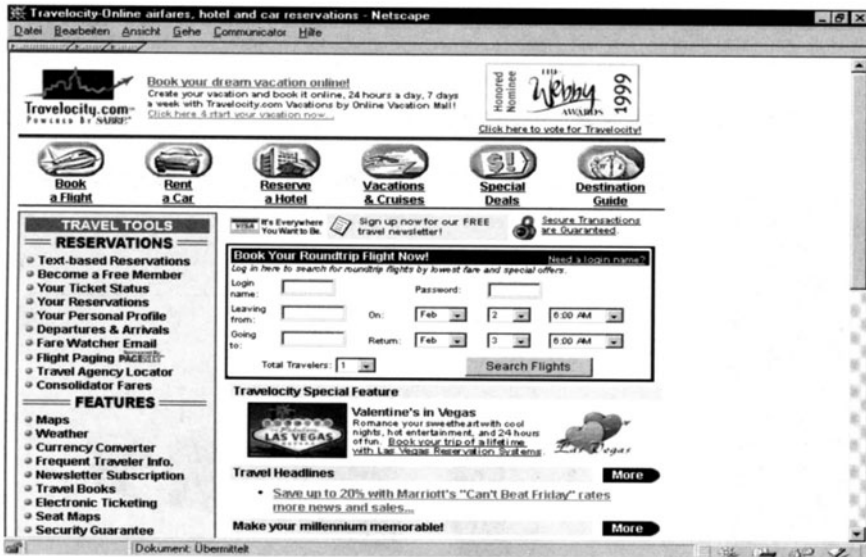 Travelocity-Online airfares, hotel and car reservations - Netscape
Datei Bearbeiten Ansicht Gehe Communicator Hilfe
Travelocity.com
Powered By SABRE
Book your dream vacation online!
Create your vacation and book it online, 24 hours a day, 7 days
a week with Travelocity.com Vacations by Online Vacation Mall!
Click here 4 start your vacation now...
Honored
Nominee
THE
Webby
AWARDS
1999
Click here to vote for Travelocity!
Book
a Flight
Rent
a Car
Reserve
a Hotel
Vacations
& Cruises
Special
Deals
Destination
Guide
TRAVEL TOOLS
RESERVATIONS
Text-based Reservations
Become a Free Member
Your Ticket Status
Your Reservations
Your Personal Profile
Departures & Arrivals
Fare Watcher Email
Flight Paging
Travel Agency Locator
Consolidator Fares
FEATURES
Maps
Weather
Currency Converter
Frequent Traveler Info.
Newsletter Subscription
Travel Books
Electronic Ticketing
Seat Maps
Security Guarantee
VISA It's Everywhere
You Want to Be.
Sign up now for our FREE
travel newsletter!
Secure Transactions
are Guaranteed.
Book Your Roundtrip Flight Now! Need a login name?
Log in here to search for roundtrip flights by lowest fare and special offers.
Login
name: Password:
Leaving
from: On: Feb 2 6:00 AM
Going
to: Return: Feb 3 6:00 AM
Total Travelers: 1 Search Flights
Travelocity Special Feature
LAS VEGAS
Valentine's in Vegas
Romance your sweetheart with cool
nights, hot entertainment, and 24 hours
of fun. Book your trip of a lifetime
with Las Vegas Reservation Systems.
Las Vegas
Travel Headlines More
Save up to 20% with Marriott's "Can't Beat Friday" rates
more news and sales...
Make your millennium memorable! More
Dokument: Übermittelt